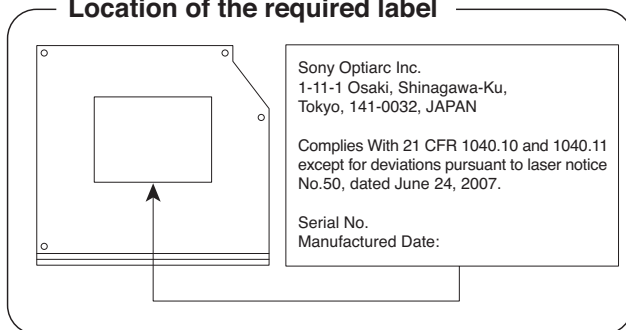 Location of the required label
Sony Optiarc Inc.
1-11-1 Osaki, Shinagawa-Ku,
Tokyo, 141-0032, JAPAN
Complies With 21 CFR 1040.10 and 1040.11
except for deviations pursuant to laser notice
No.50, dated June 24, 2007.
Serial No.
Manufactured Date: